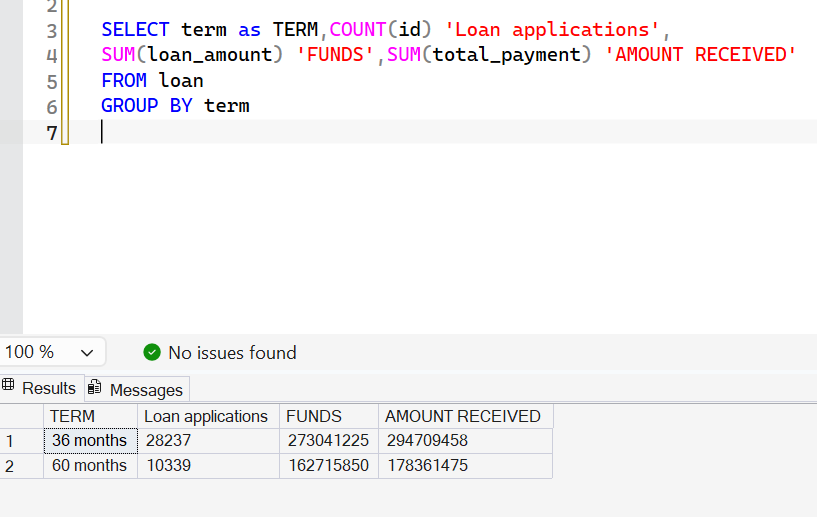 2
3 SELECT term as TERM,COUNT(id) 'Loan applications',
4 SUM(loan_amount) 'FUNDS',SUM(total_payment) 'AMOUNT RECEIVED'
5 FROM loan
6 GROUP BY term
7
100 % No issues found
Results Messages
TERM Loan applications FUNDS AMOUNT RECEIVED
1 36 months 28237 273041225 294709458
2 60 months 10339 162715850 178361475